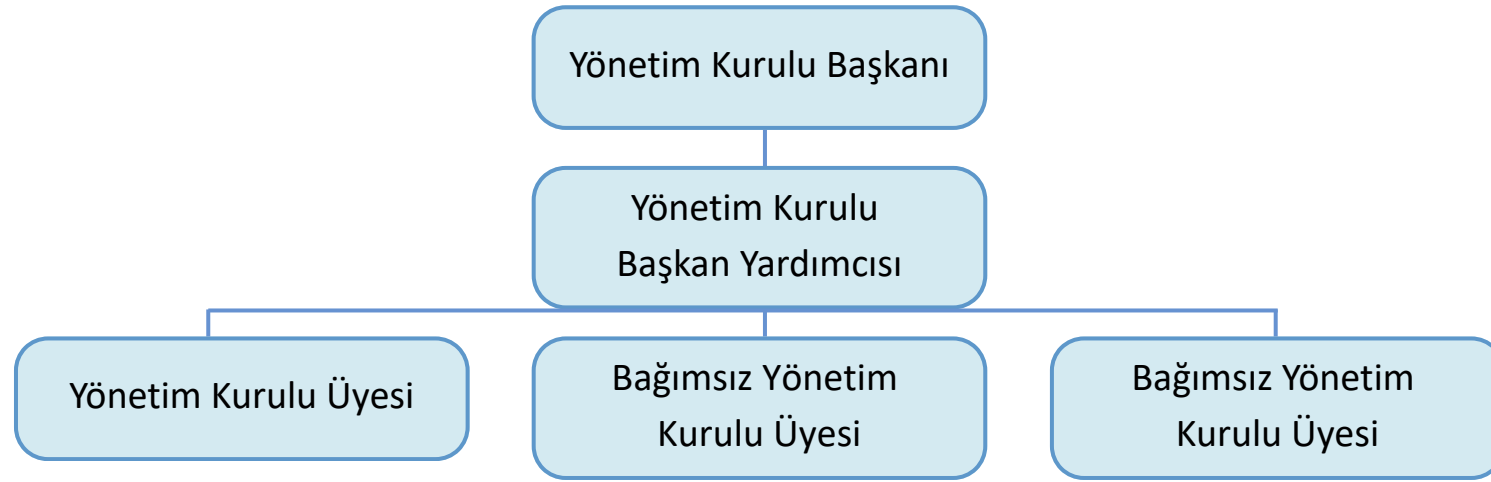 Yönetim Kurulu Başkanı
Yönetim Kurulu
Başkan Yardımcısı
Yönetim Kurulu Üyesi
Bağımsız Yönetim
Kurulu Üyesi
Bağımsız Yönetim
Kurulu Üyesi